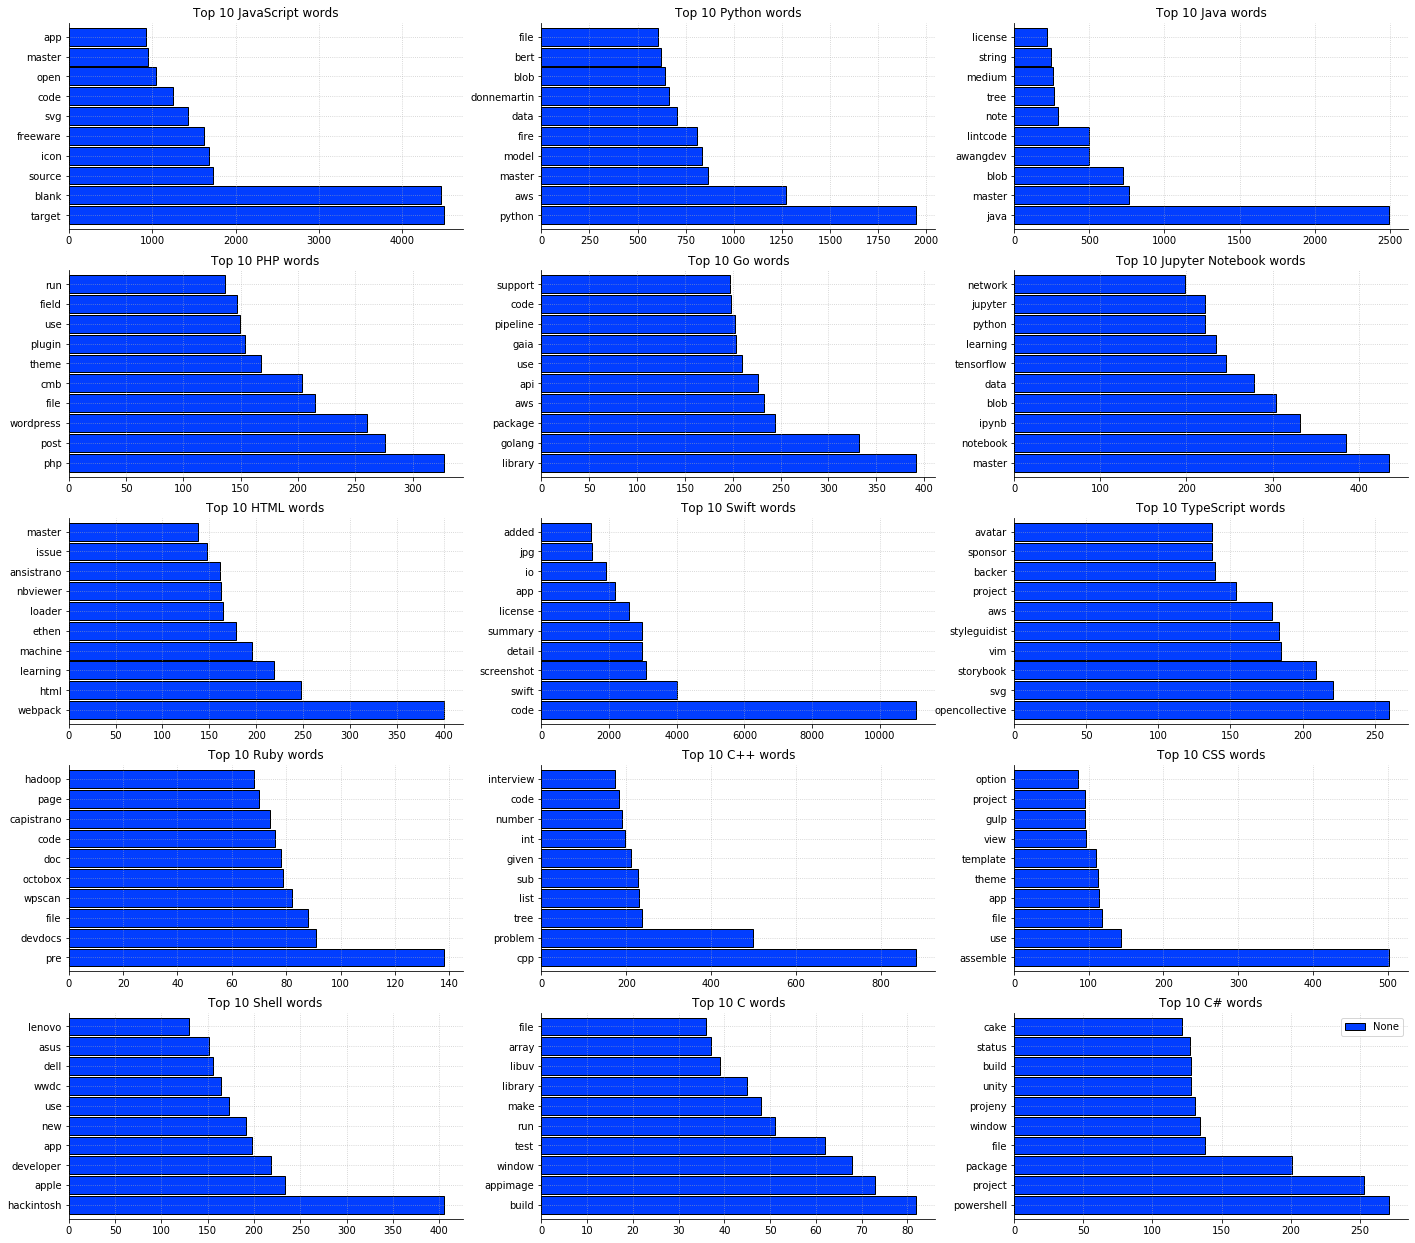 Top 10 JavaScript words
app
master
open
code
svg
freeware
icon
source
blank
target
0 1000 2000 3000 4000
Top 10 Python words
file
bert
blob
donnemartin
data
fire
model
master
aws
python
0 250 500 750 1000 1250 1500 1750 2000
Top 10 Java words
license
string
medium
tree
note
lintcode
awangdev
blob
master
java
0 500 1000 1500 2000 2500
Top 10 PHP words
run
field
use
plugin
theme
cmb
file
wordpress
post
php
0 50 100 150 200 250 300
Top 10 Go words
support
code
pipeline
gaia
use
api
aws
package
golang
library
0 50 100 150 200 250 300 350 400
Top 10 Jupyter Notebook words
network
jupyter
python
learning
tensorflow
data
blob
ipynb
notebook
master
0 100 200 300 400
Top 10 HTML words
master
issue
ansistrano
nbviewer
loader
ethen
machine
learning
html
webpack
0 50 100 150 200 250 300 350 400
Top 10 Swift words
added
jpg
io
app
license
summary
detail
screenshot
swift
code
0 2000 4000 6000 8000 10000
Top 10 TypeScript words
avatar
sponsor
backer
project
aws
styleguidist
vim
storybook
svg
opencollective
0 50 100 150 200 250
Top 10 Ruby words
hadoop
page
capistrano
code
doc
octobox
wpscan
file
devdocs
pre
0 20 40 60 80 100 120 140
Top 10 C++ words
interview
code
number
int
given
sub
list
tree
problem
cpp
0 200 400 600 800
Top 10 CSS words
option
project
gulp
view
template
theme
app
file
use
assemble
0 100 200 300 400 500
Top 10 Shell words
lenovo
asus
dell
wwdc
use
new
app
developer
apple
hackintosh
0 50 100 150 200 250 300 350 400
Top 10 C words
file
array
libuv
library
make
run
test
window
appimage
build
0 10 20 30 40 50 60 70 80
Top 10 C# words
None
cake
status
build
unity
projeny
window
file
package
project
powershell
0 50 100 150 200 250